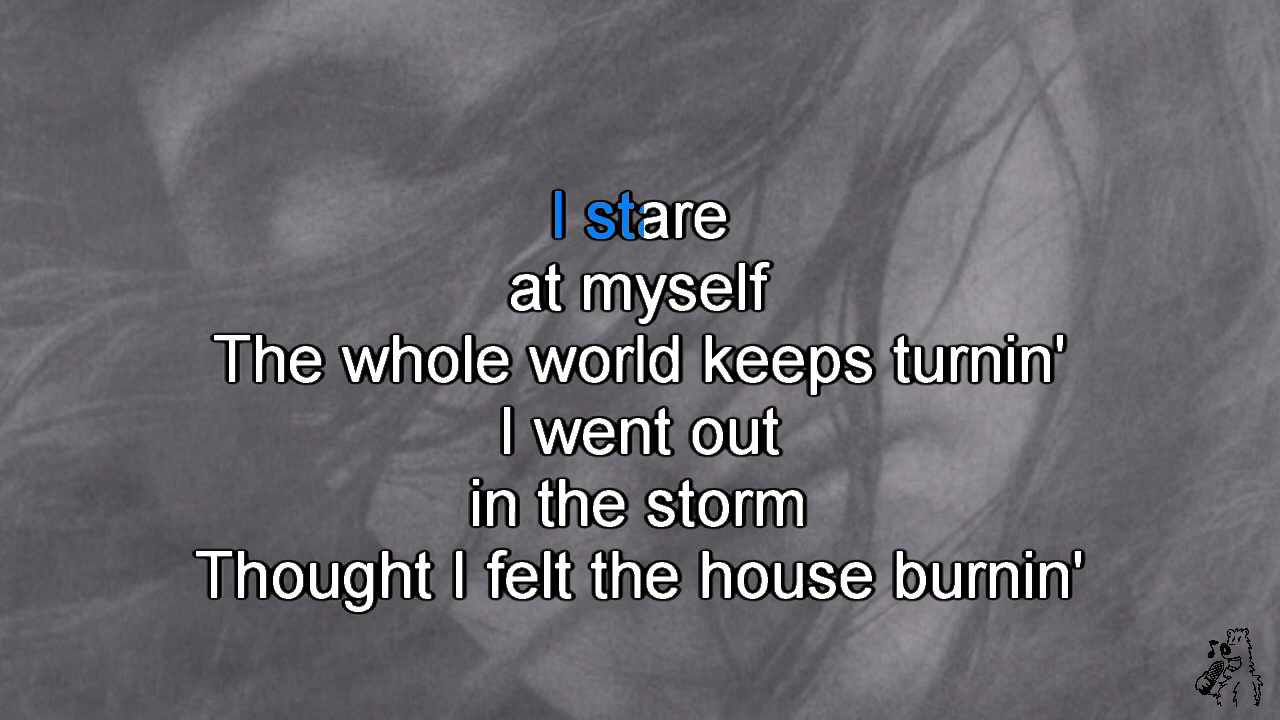 I stare
at myself
The whole world keeps turnin'
I went out
in the storm
Thought I felt the house burnin'